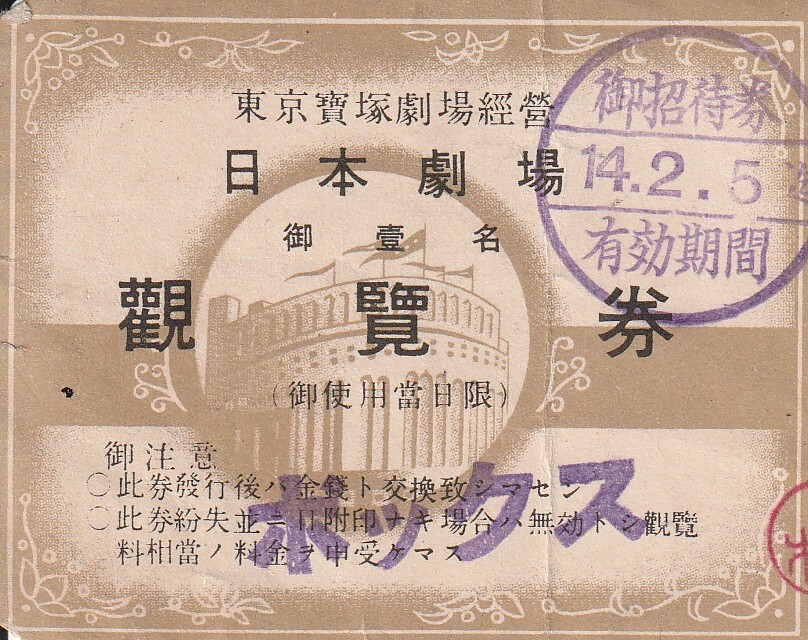 東京寶塚劇場經營
日本劇場
御壹名
觀覽券
(御使用當日限)
御注意
○此券發行後ハ金錢ト交換致シマセン
○此券紛失並ニ日附印ナキ場合ハ無効トシ觀覽
料相當ノ料金ヲ申受ケマス
御招待券
14.2.5
有効期間
ボックス